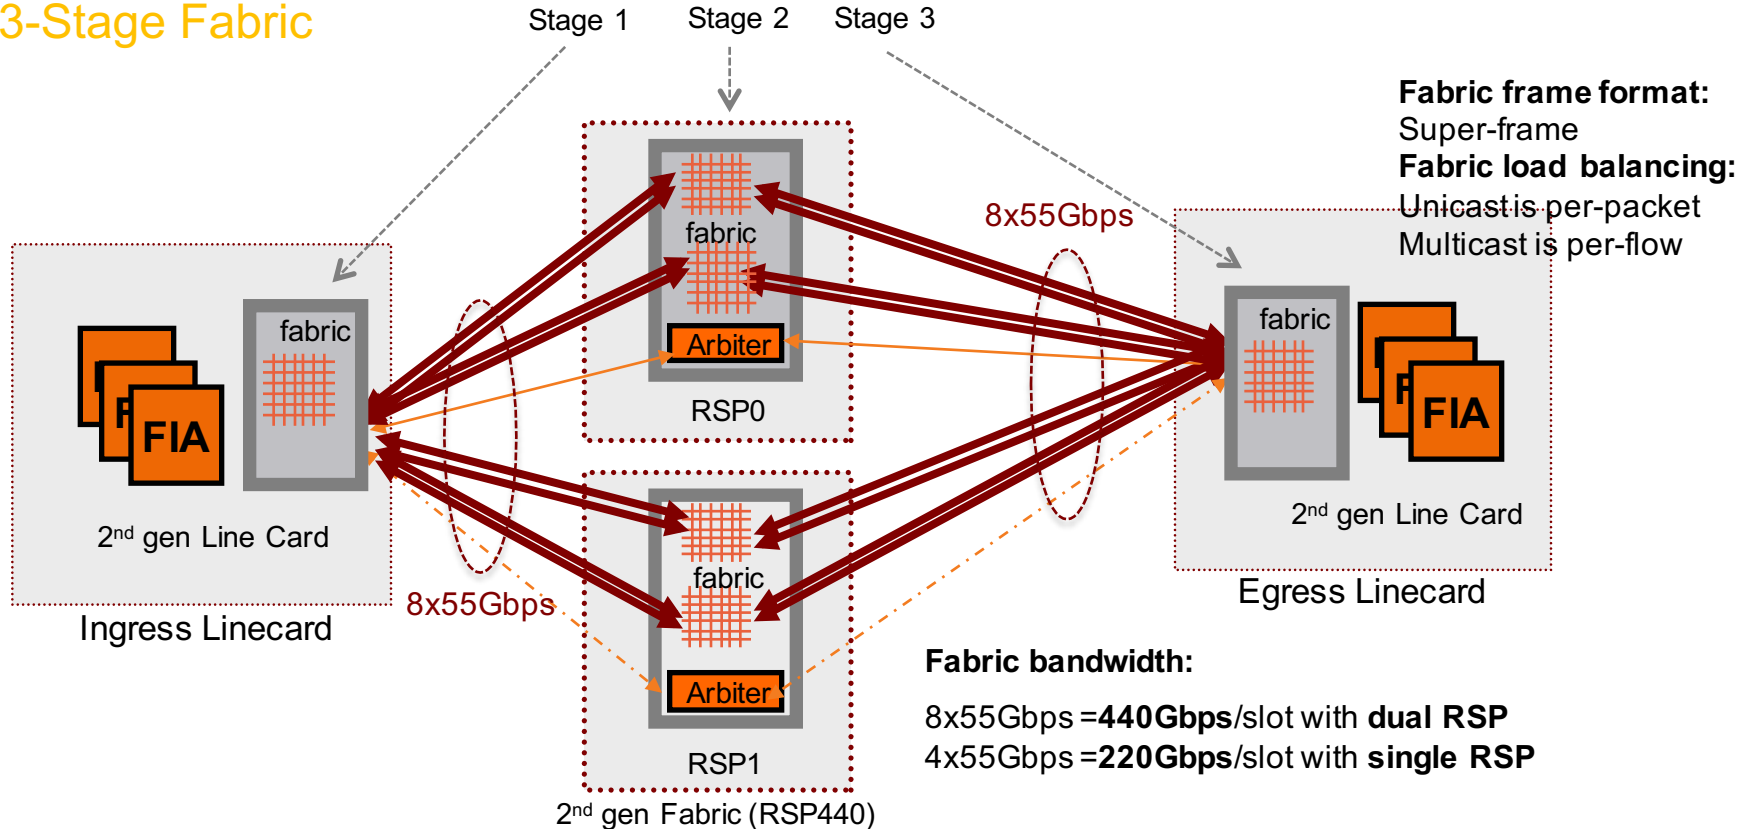 3-Stage Fabric
Stage 1
Stage 2
Stage 3
Fabric frame format:
Super-frame
Fabric load balancing:
Unicast is per-packet
Multicast is per-flow
8x55Gbps
fabric
Arbiter
RSP0
fabric
FIA
2nd gen Line Card
Ingress Linecard
8x55Gbps
fabric
Arbiter
RSP1
2nd gen Fabric (RSP440)
fabric
F
FIA
2nd gen Line Card
Egress Linecard
Fabric bandwidth:
8x55Gbps =440Gbps/slot with dual RSP
4x55Gbps =220Gbps/slot with single RSP